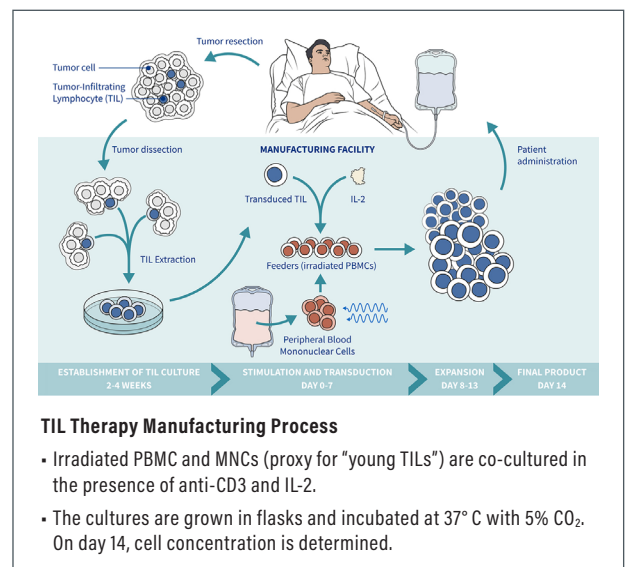 Tumor resection
Tumor cell
Tumor-Infiltrating
Lymphocyte (TIL)
Tumor dissection
MANUFACTURING FACILITY
Patient
administration
Transduced TIL
IL-2
TIL Extraction
Feeders (irradiated PBMCs)
Peripheral Blood
Mononuclear Cells
ESTABLISHMENT OF TIL CULTURE
2-4 WEEKS
STIMULATION AND TRANSDUCTION
DAY 0-7
EXPANSION
DAY 8-13
FINAL PRODUCT
DAY 14
TIL Therapy Manufacturing Process
▪ Irradiated PBMC and MNCs (proxy for “young TILs”) are co-cultured in
the presence of anti-CD3 and IL-2.
▪ The cultures are grown in flasks and incubated at 37° C with 5% CO₂.
On day 14, cell concentration is determined.